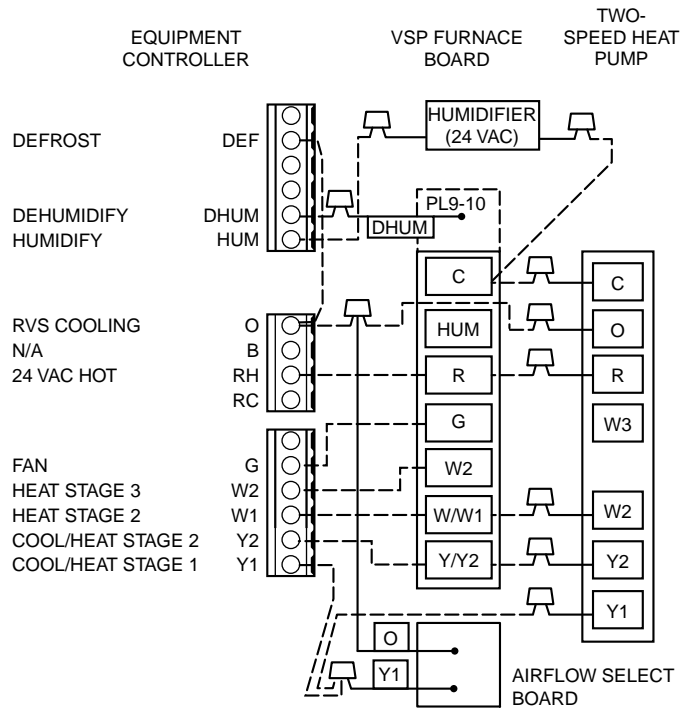 EQUIPMENT
CONTROLLER
VSP FURNACE
BOARD
TWO-
SPEED HEAT
PUMP
HUMIDIFIER
(24 VAC)
DEFROST DEF
DEHUMIDIFY DHUM
HUMIDIFY HUM
PL9-10
DHUM
RVS COOLING O
N/A B
24 VAC HOT RH
RC
FAN G
HEAT STAGE 3 W2
HEAT STAGE 2 W1
COOL/HEAT STAGE 2 Y2
COOL/HEAT STAGE 1 Y1
C
HUM
R
G
W2
W/W1
Y/Y2
C
O
R
W3
W2
Y2
Y1
O
Y1
AIRFLOW SELECT
BOARD